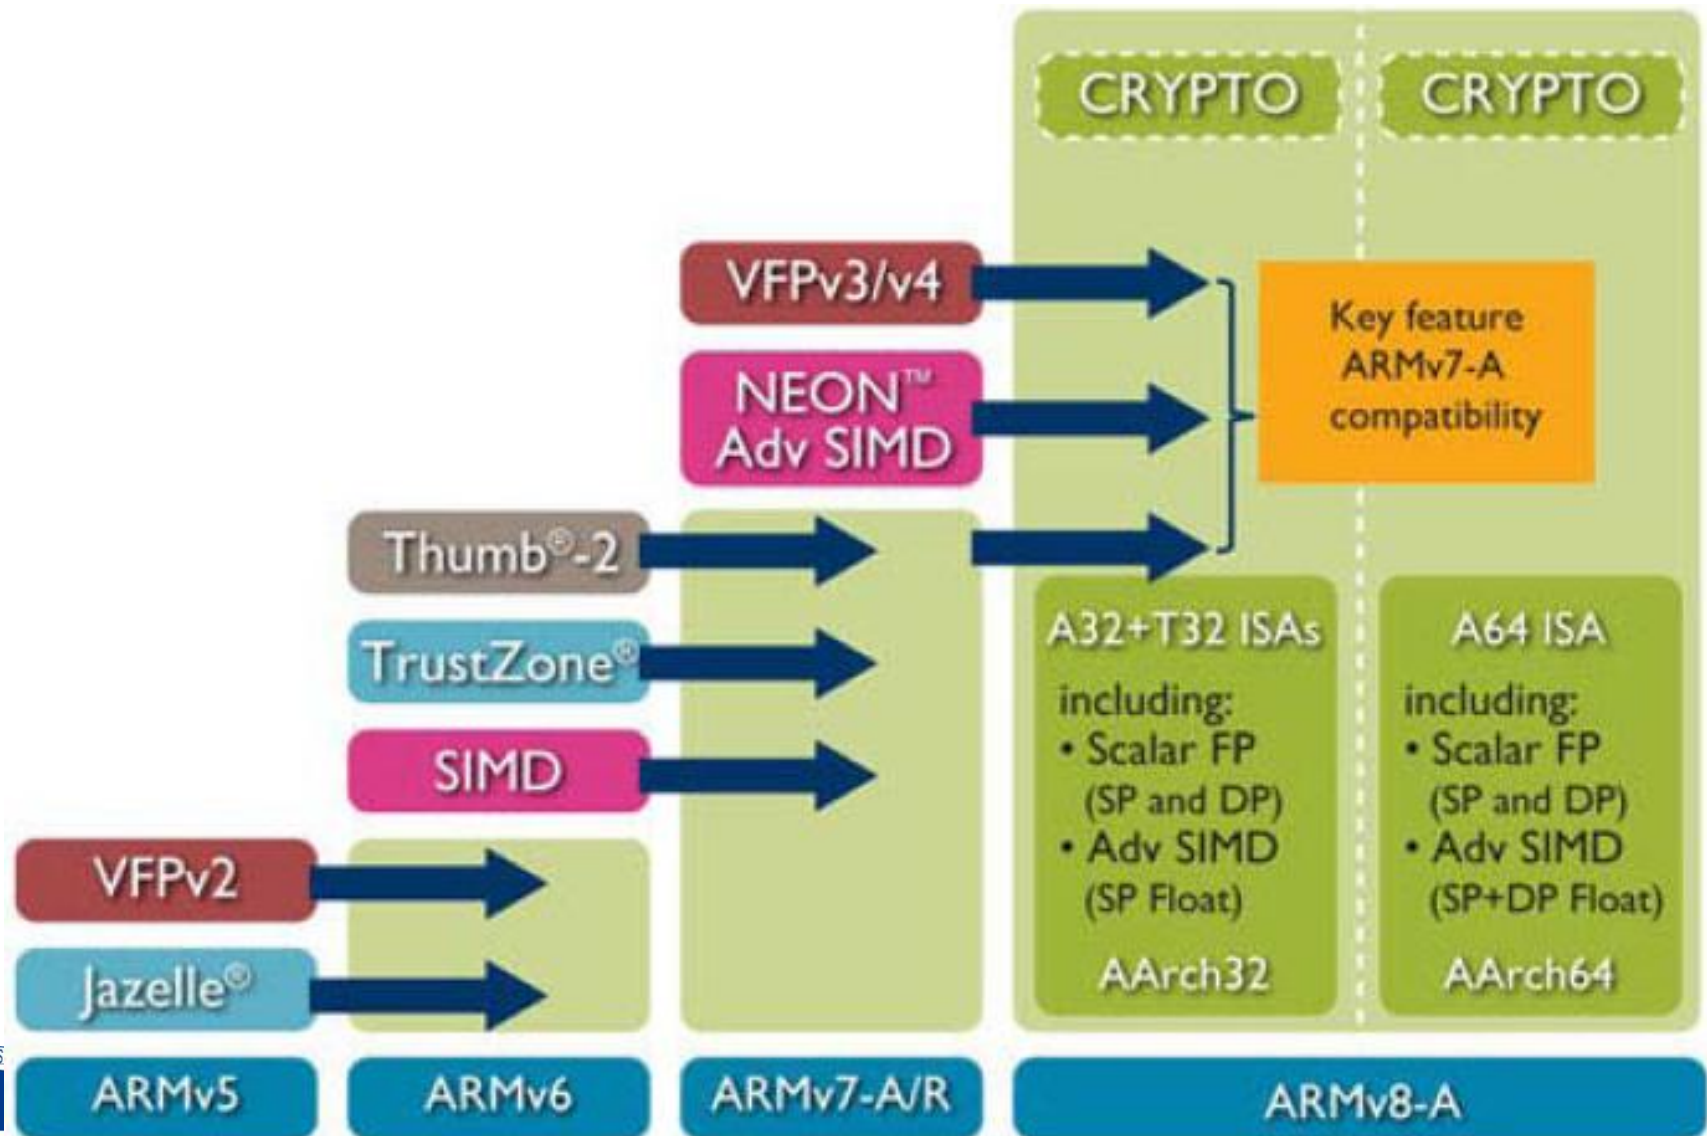 CRYPTO
CRYPTO
VFPv3/v4
Key feature
ARMv7-A
compatibility
NEON™
Adv SIMD
Thumb®-2
TrustZone®
SIMD
A32+T32 ISAs
including:
• Scalar FP
(SP and DP)
• Adv SIMD
(SP Float)
AArch32
A64 ISA
including:
• Scalar FP
(SP and DP)
• Adv SIMD
(SP+DP Float)
AArch64
VFPv2
Jazelle®
ARMv5
ARMv6
ARMv7-A/R
ARMv8-A